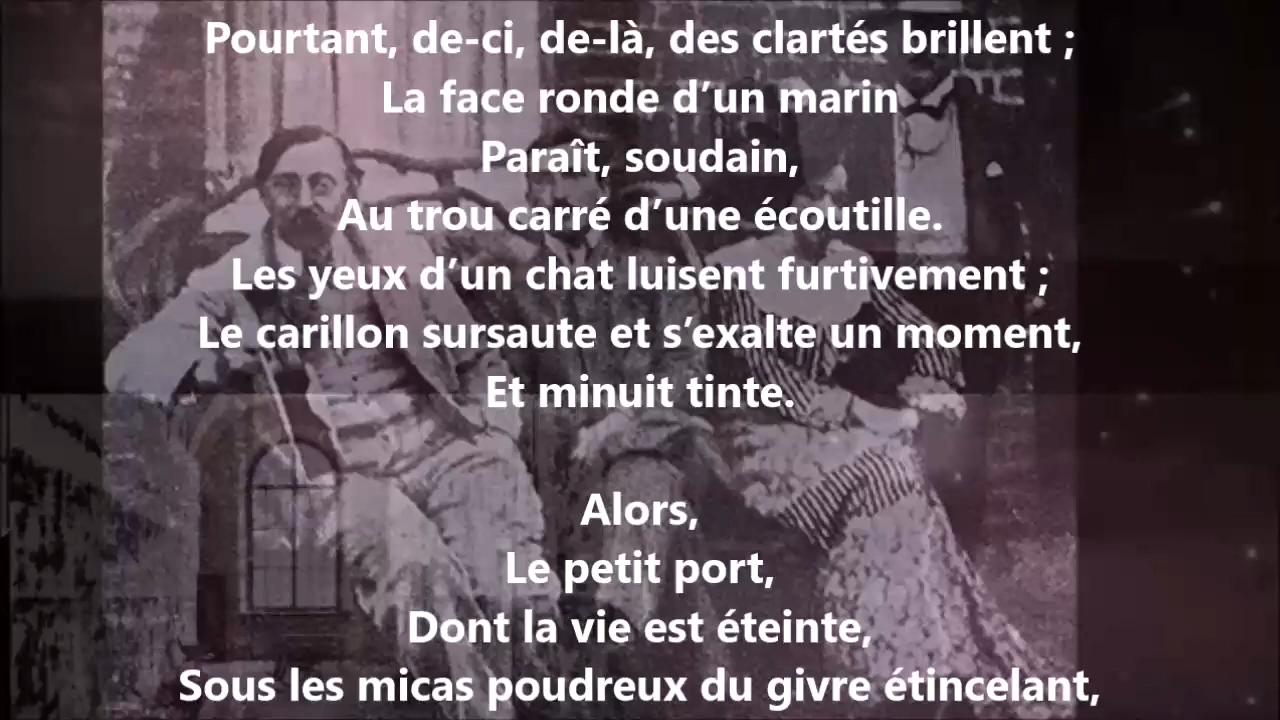 Pourtant, de-ci, de-là, des clartés brillent ;
La face ronde d’un marin
Paraît, soudain,
Au trou carré d’une écoutille.
Les yeux d’un chat luisent furtivement ;
Le carillon sursaute et s’exalte un moment,
Et minuit tinte.
Alors,
Le petit port,
Dont la vie est éteinte,
Sous les micas poudreux du givre étincelant,